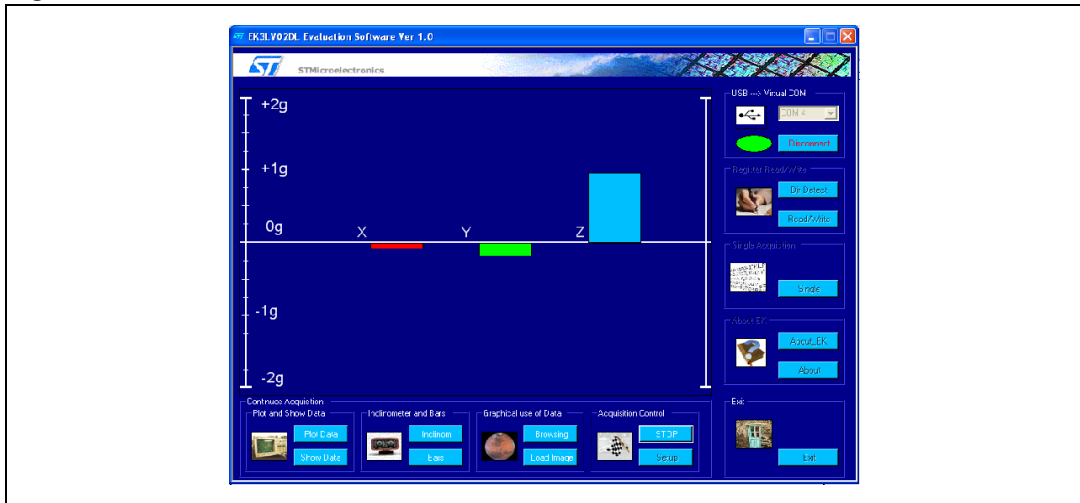 EK3LV02DL Evaluation Software Ver 1.0
ST
STMicroelectronics
+2g
+1g
0g
-1g
-2g
X
Y
Z
USB --> Virtual COM
COM 4
Disconnect
Register Read/Write
Dir Detect
Read/Write
Single Acquisition
Single
About EK
About_EK
About
Continuos Acquistion
Plot and Show Data
Plot Data
Show Data
Inclinometer and Bars
Inclinom
Bars
Graphical use of Data
Browsing
Load Image
Acquisition Control
STOP
Setup
Exit
Exit